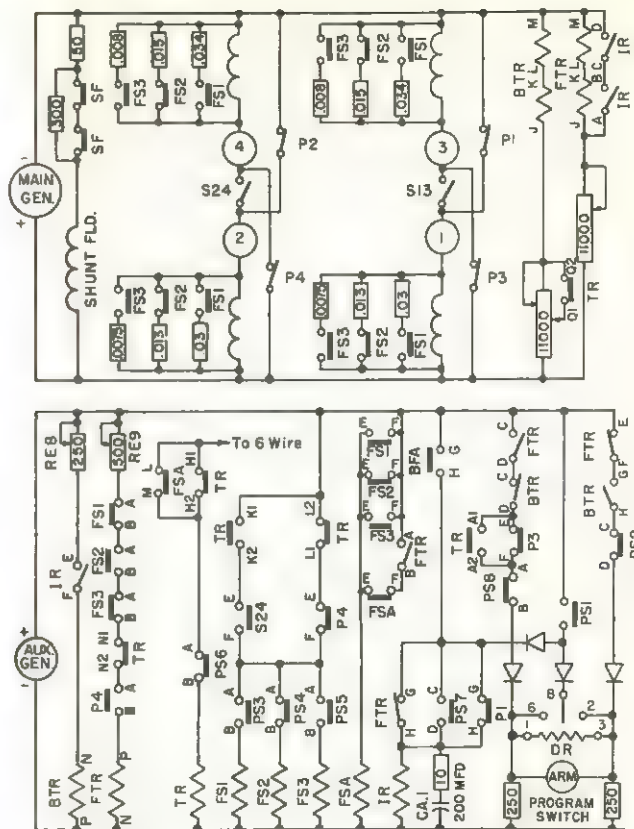 50
300
SF
SF
.008
.015
.034
FS3
FS2
FS1
4
P2
S24
2
P4
FS3
FS2
FS1
.0075
.013
.03
MAIN
GEN.
-
+
SHUNT FLD.
FS3
FS2
FS1
.008
.015
.034
3
P1
S13
1
P3
.0075
.013
.03
FS3
FS2
FS1
BTR
FTR
M
K L
J
M
K L
J
D
B C
A
IR
IR
11000
11000
Q2
Q1
TR
AUX.
GEN.
+
-
RE8
250
RE9
500
IR
E
F
FS1
A
B
FS2
A
B
FS3
A
B
N1
N2
TR
P4
A
B
N
P
BTR
P
N
FTR
L
M
FSA
H1
H2
TR
To 6 Wire
A
B
PS6
TR
TR
K1
K2
L2
L1
TR
E
F
S24
E
F
P4
A
B
PS3
A
B
PS4
A
B
PS5
FS1
FS2
FS3
E
F
FS1
E
F
FS2
E
F
FS3
E
F
FSA
A
B
FTR
FSA
BFA
G
H
FTR
G
H
C
D
PS7
G
H
IR
10
CA.1
200 MFD
C
D
FTR
C
D
BTR
TR
A1
A2
E
F
P3
PS8
A
B
PS1
P1
E
G F
FTR
BTR
H
C
D
6
8
2
1
3
DR
ARM
250
250
PROGRAM
SWITCH